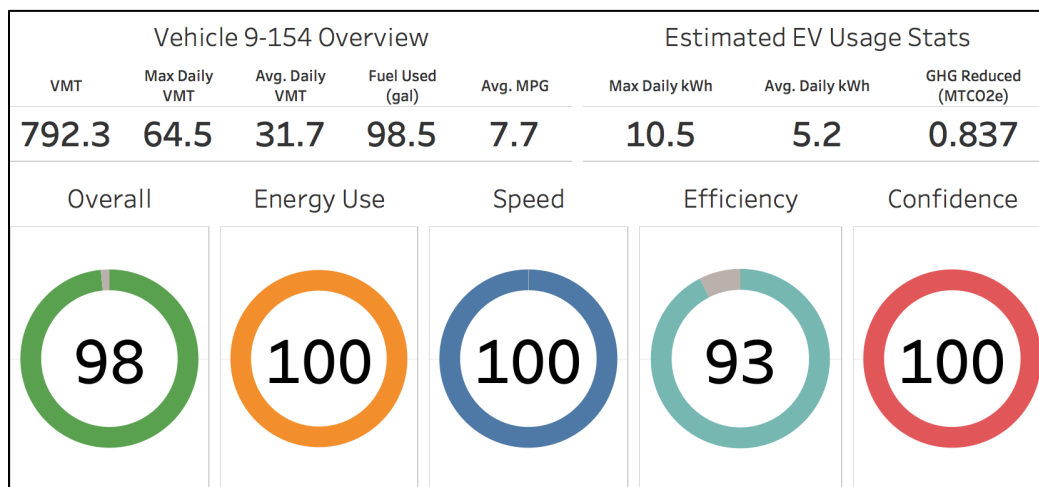 Vehicle 9-154 Overview
Estimated EV Usage Stats
VMT
Max Daily
VMT
Avg. Daily
VMT
Fuel Used
(gal)
Avg. MPG
Max Daily kWh
Avg. Daily kWh
GHG Reduced
(MTCO2e)
792.3 64.5 31.7 98.5 7.7 10.5 5.2 0.837
Overall Energy Use Speed Efficiency Confidence
98 100 100 93 100